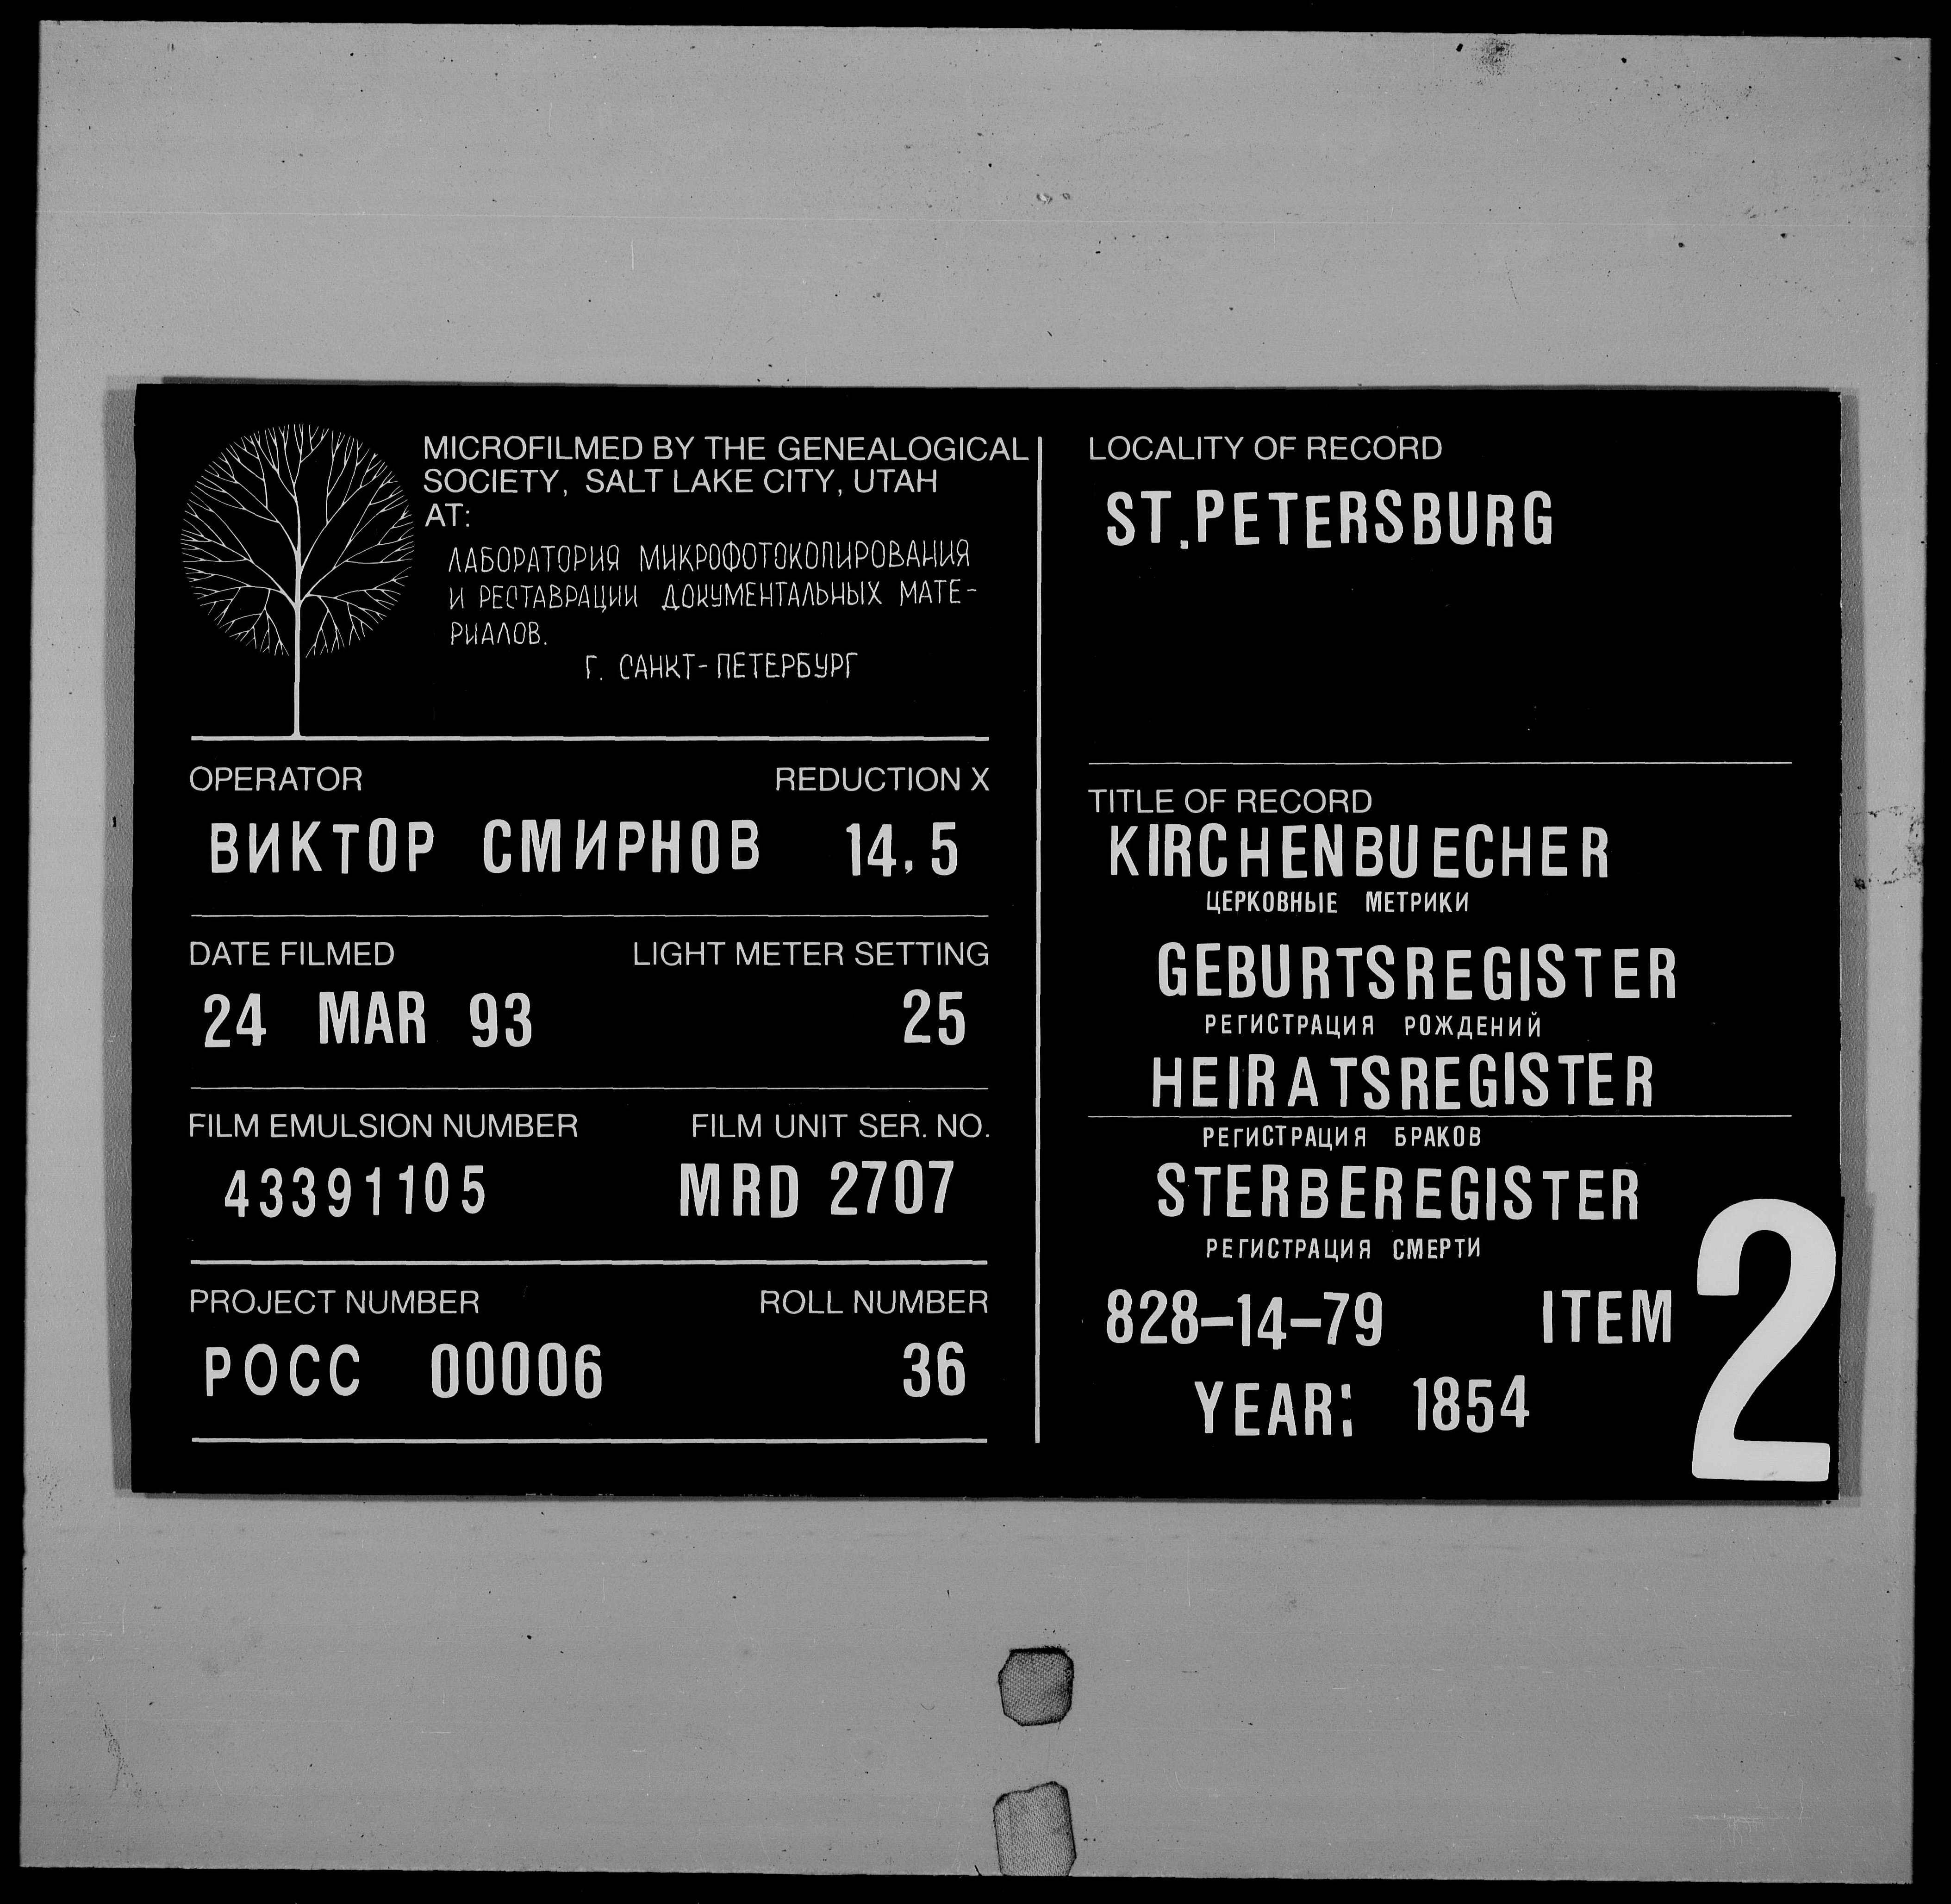 MICROFILMED BY THE GENEALOGICAL
SOCIETY, SALT LAKE CITY, UTAH
AT:
ЛАБОРАТОРИЯ МИКРОФОТОКОПИРОВАНИЯ
И РЕСТАВРАЦИИ ДОКУМЕНТАЛЬНЫХ МАТЕ-
РИАЛОВ.
Г. САНКТ-ПЕТЕРБУРГ
OPERATOR REDUCTION X
ВИКТОР СМИРНОВ 14,5
DATE FILMED LIGHT METER SETTING
24 MAR 93 25
FILM EMULSION NUMBER FILM UNIT SER. NO.
43391105 MRD 2707
PROJECT NUMBER ROLL NUMBER
РОСС 00006 36
LOCALITY OF RECORD
ST.PETERSBURG
TITLE OF RECORD
KIRCHENBUECHER
ЦЕРКОВНЫЕ МЕТРИКИ
GEBURTSREGISTER
РЕГИСТРАЦИЯ РОЖДЕНИЙ
HEIRATSREGISTER
РЕГИСТРАЦИЯ БРАКОВ
STERBEREGISTER
РЕГИСТРАЦИЯ СМЕРТИ
828-14-79 ITEM 2
YEAR: 1854